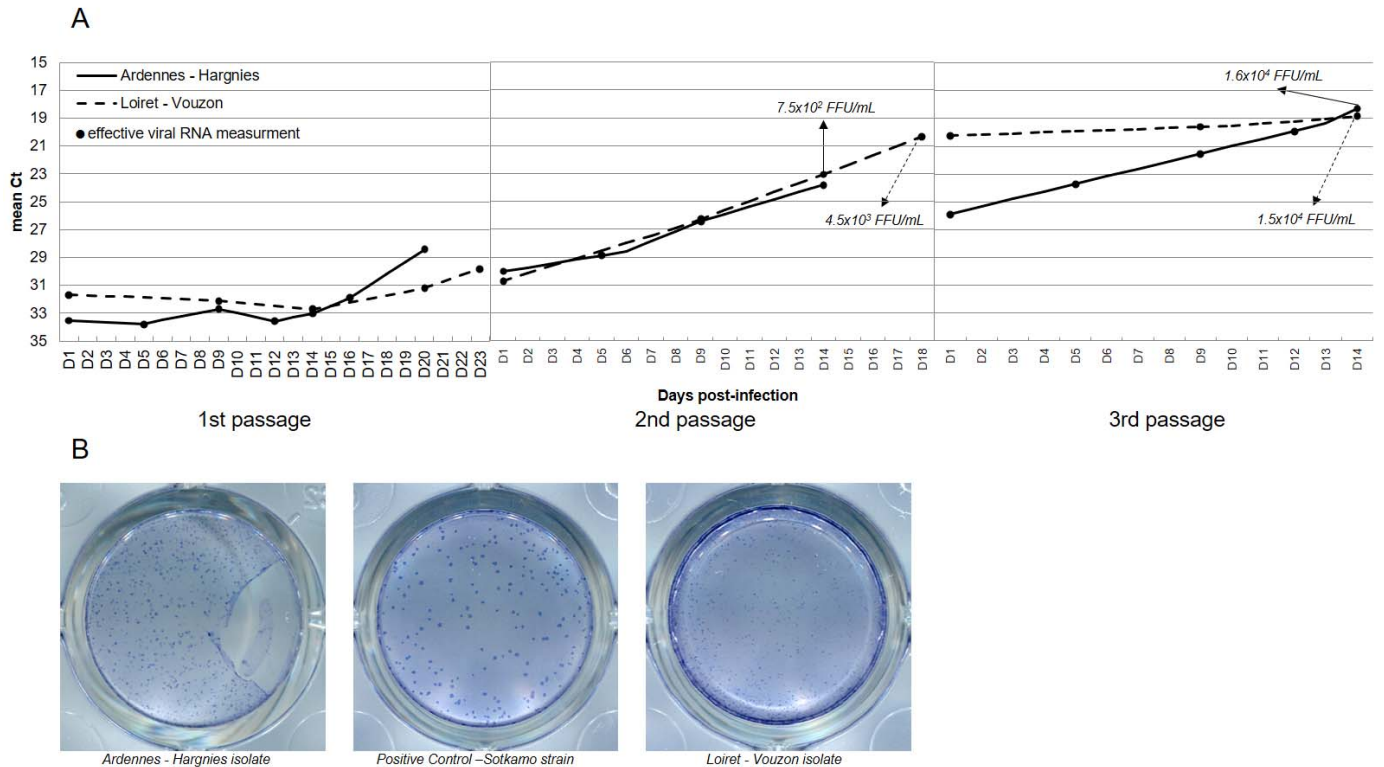 A
15
17
19
21
23
25
27
29
31
33
35
mean Ct
Ardennes - Hargnies
Loiret - Vouzon
effective viral RNA measurment
7.5x10² FFU/mL
4.5x10³ FFU/mL
1.6x10⁴ FFU/mL
1.5x10⁴ FFU/mL
D1 D2 D3 D4 D5 D6 D7 D8 D9 D10 D11 D12 D13 D14 D15 D16 D17 D18 D19 D20 D21 D22 D23
D1 D2 D5 D6 D7 D8 D9 D10 D11 D12 D13 D14 D15 D16 D17 D18
D1 D2 D3 D4 D5 D6 D7 D8 D9 D10 D11 D12 D13 D14
Days post-infection
1st passage
2nd passage
3rd passage
B
Ardennes - Hargnies isolate
Positive Control –Sotkamo strain
Loiret - Vouzon isolate